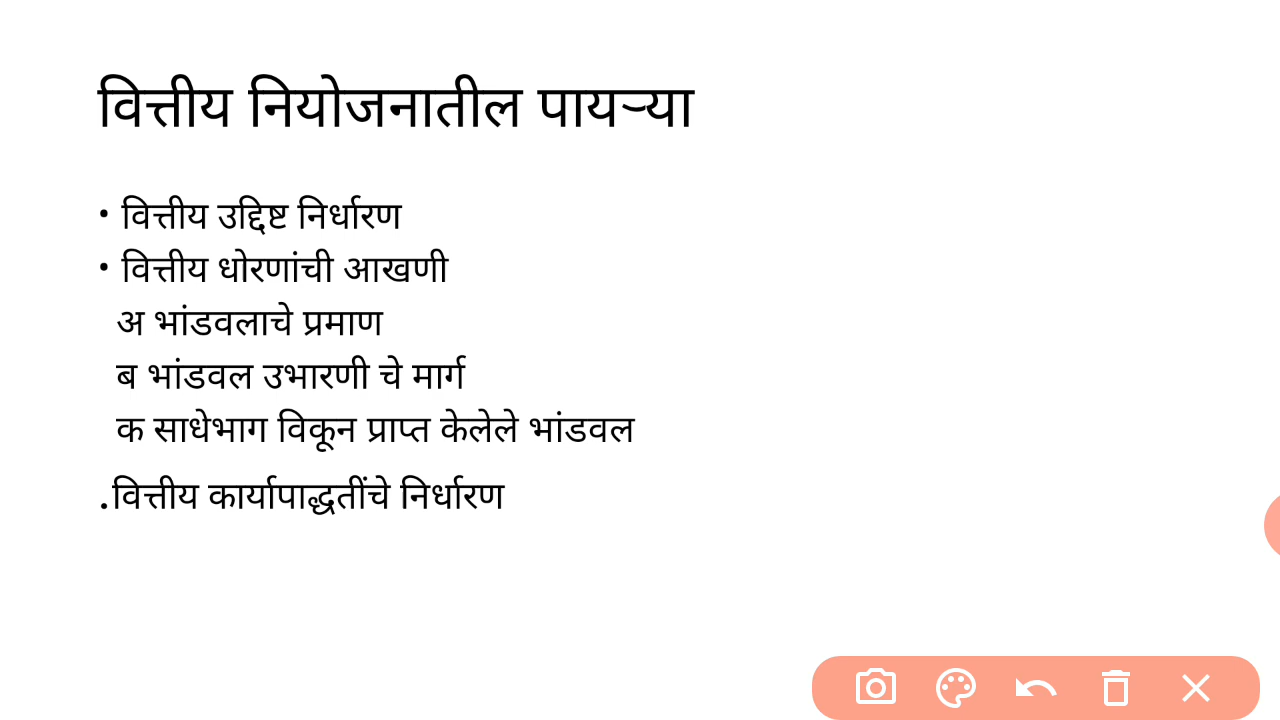 वित्तीय नियोजनातील पायऱ्या
• वित्तीय उद्दिष्ट निर्धारण
• वित्तीय धोरणांची आखणी
अ भांडवलाचे प्रमाण
ब भांडवल उभारणी चे मार्ग
क साधेभाग विकून प्राप्त केलेले भांडवल
.वित्तीय कार्यापाद्धतींचे निर्धारण